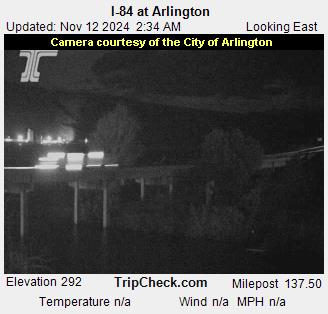 I-84 at Arlington
Updated: Nov 12 2024 2:34 AM Looking East
Camera courtesy of the City of Arlington
Elevation 292 TripCheck.com Milepost 137.50
Temperature n/a Wind n/a MPH n/a